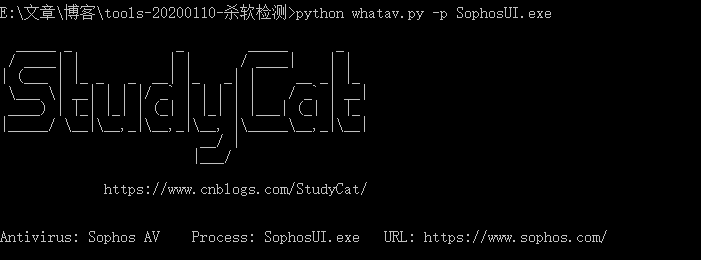 E:\文章\博客\tools-20200110-杀软检测>python whatav.py -p SophosUI.exe
StudyCat
https://www.cnblogs.com/StudyCat/
Antivirus: Sophos AV    Process: SophosUI.exe   URL: https://www.sophos.com/